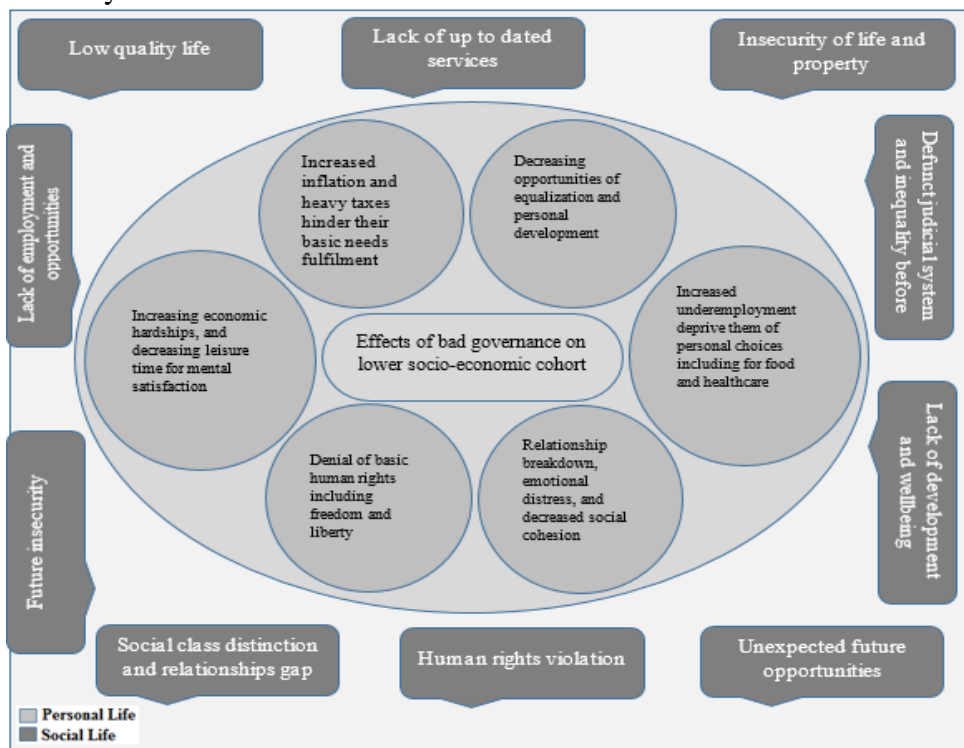 Low quality life
Lack of up to dated
services
Insecurity of life and
property
Lack of employment and
opportunities
Defunct judicial system
and inequality before
Increased
inflation and
heavy taxes
hinder their
basic needs
fulfilment
Decreasing
opportunities of
equalization and
personal
development
Increasing economic
hardships, and
decreasing leisure
time for mental
satisfaction
Effects of bad governance on
lower socio-economic cohort
Increased
underemployment
deprive them of
personal choices
including for food
and healthcare
Denial of basic
human rights
including
freedom and
liberty
Relationship
breakdown,
emotional
distress, and
decreased social
cohesion
Future insecurity
Lack of development
and wellbeing
Social class distinction
and relationships gap
Human rights violation
Unexpected future
opportunities
Personal Life
Social Life